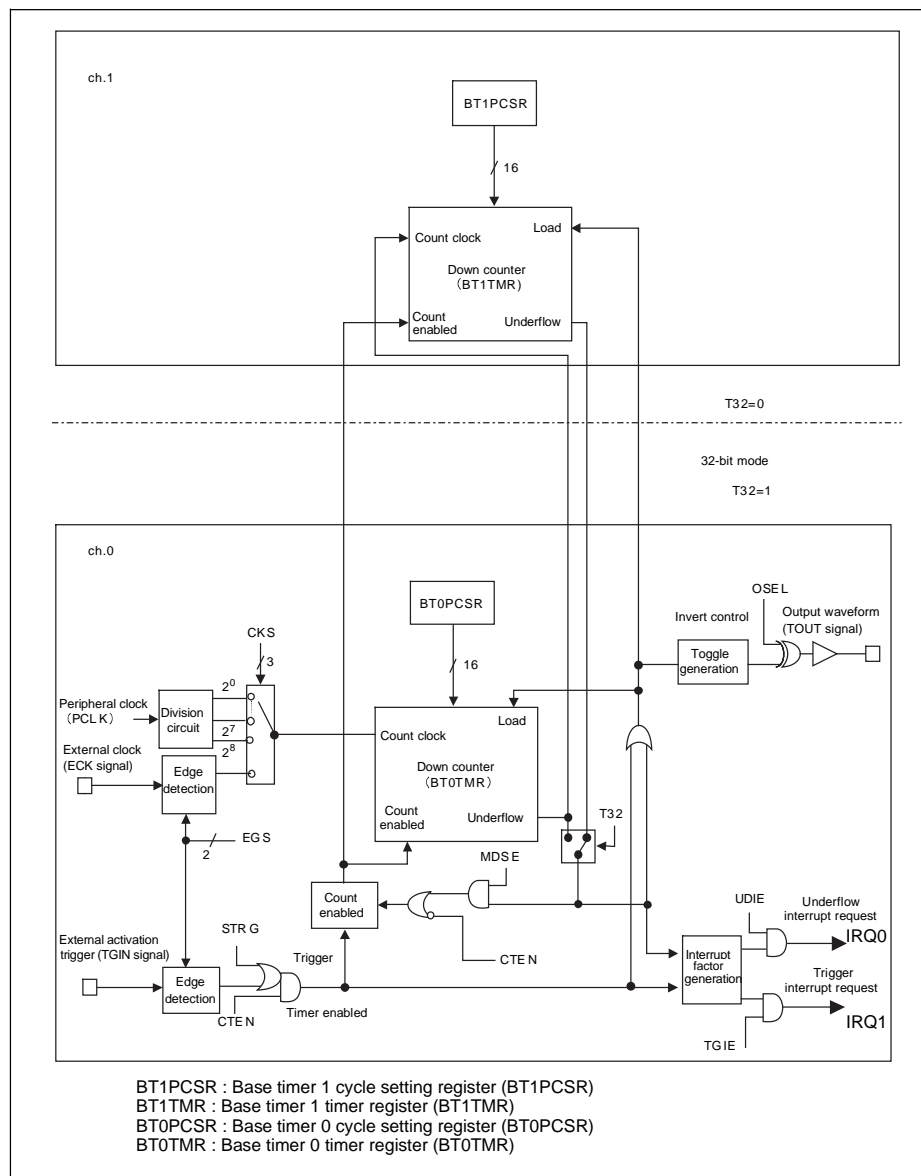 ch.1
BT1PCSR
16
Load
Count clock
Down counter
(BT1TMR)
Count
enabled
Underflow
T32=0
32-bit mode
T32=1
ch.0
BT0PCSR
16
CKS
3
OSEL
Invert control
Output waveform
(TOUT signal)
Toggle
generation
Peripheral clock
(PCLK)
Division
circuit
2^0
2^7
2^8
External clock
(ECK signal)
Edge
detection
EGS
2
Load
Count clock
Down counter
(BT0TMR)
Count
enabled
Underflow
T32
MDSE
Count
enabled
CTEN
External activation
trigger (TGIN signal)
Edge
detection
STRG
CTEN
Trigger
Timer enabled
UDIE
Underflow
interrupt request
IRQ0
Interrupt
factor
generation
Trigger
interrupt request
IRQ1
TGIE
BT1PCSR : Base timer 1 cycle setting register (BT1PCSR)
BT1TMR : Base timer 1 timer register (BT1TMR)
BT0PCSR : Base timer 0 cycle setting register (BT0PCSR)
BT0TMR : Base timer 0 timer register (BT0TMR)